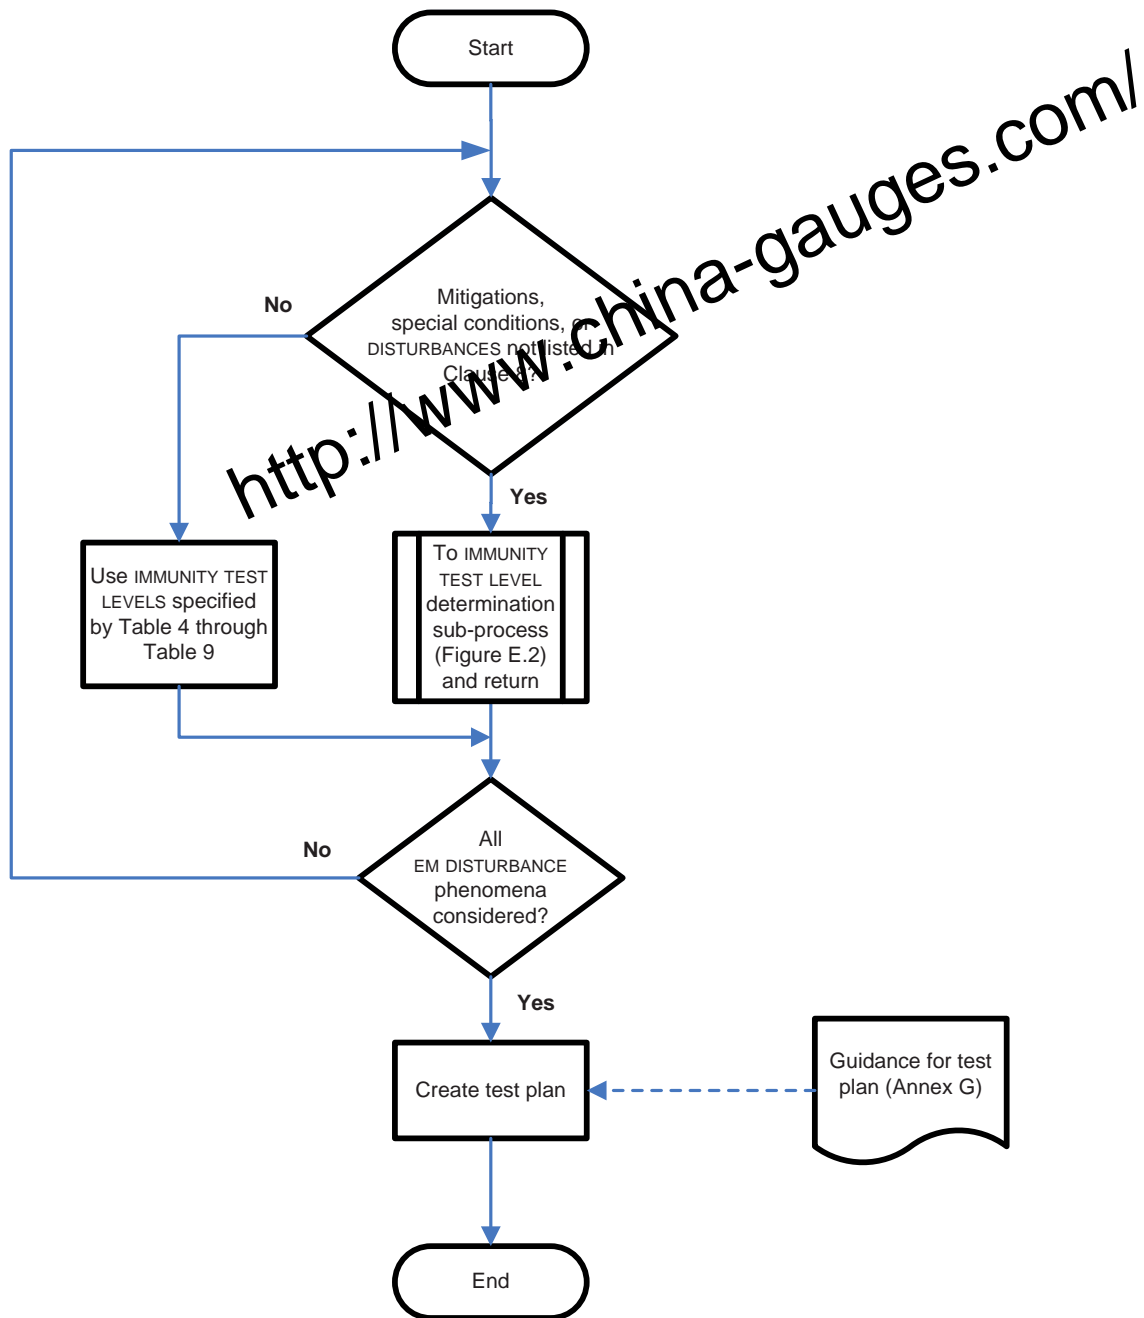 Start
http://www.china-gauges.com/
No
Mitigations,
special conditions, or
DISTURBANCES not listed in
Clause 8?
Yes
Use IMMUNITY TEST
LEVELS specified
by Table 4 through
Table 9
To IMMUNITY
TEST LEVEL
determination
sub-process
(Figure E.2)
and return
No
All
EM DISTURBANCE
phenomena
considered?
Yes
Create test plan
Guidance for test
plan (Annex G)
End